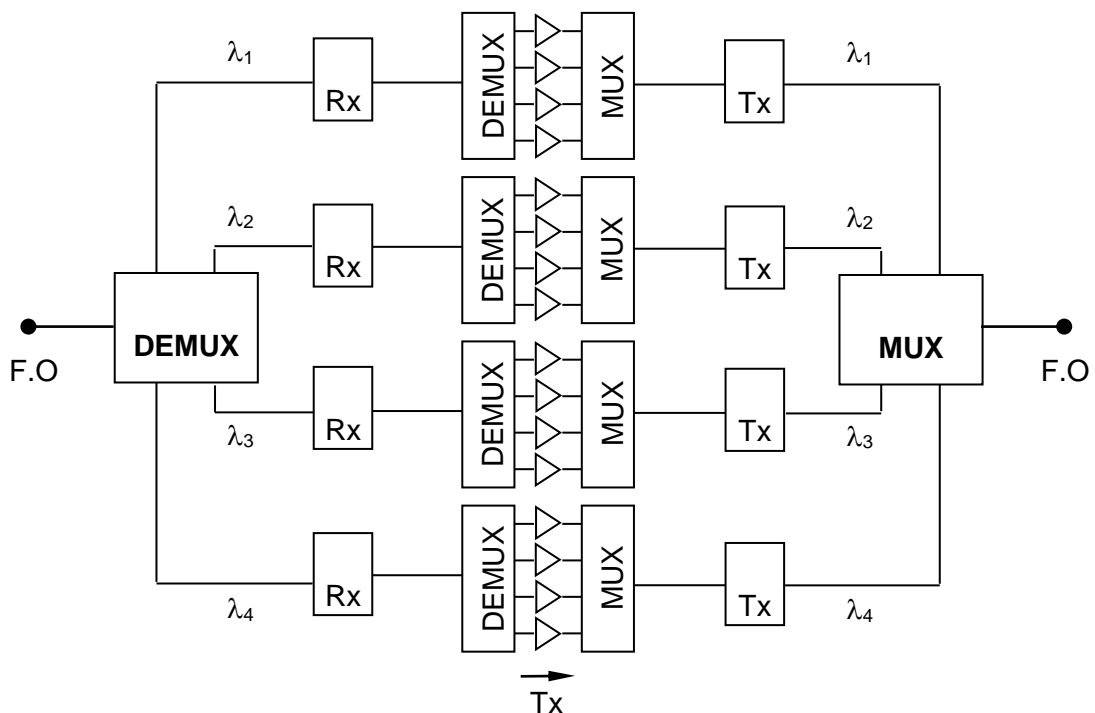 λ1
Rx
DEMUX
MUX
Tx
λ1
λ2
Rx
DEMUX
MUX
Tx
λ2
F.O
DEMUX
MUX
F.O
λ3
Rx
DEMUX
MUX
Tx
λ3
λ4
Rx
DEMUX
MUX
Tx
λ4
Tx